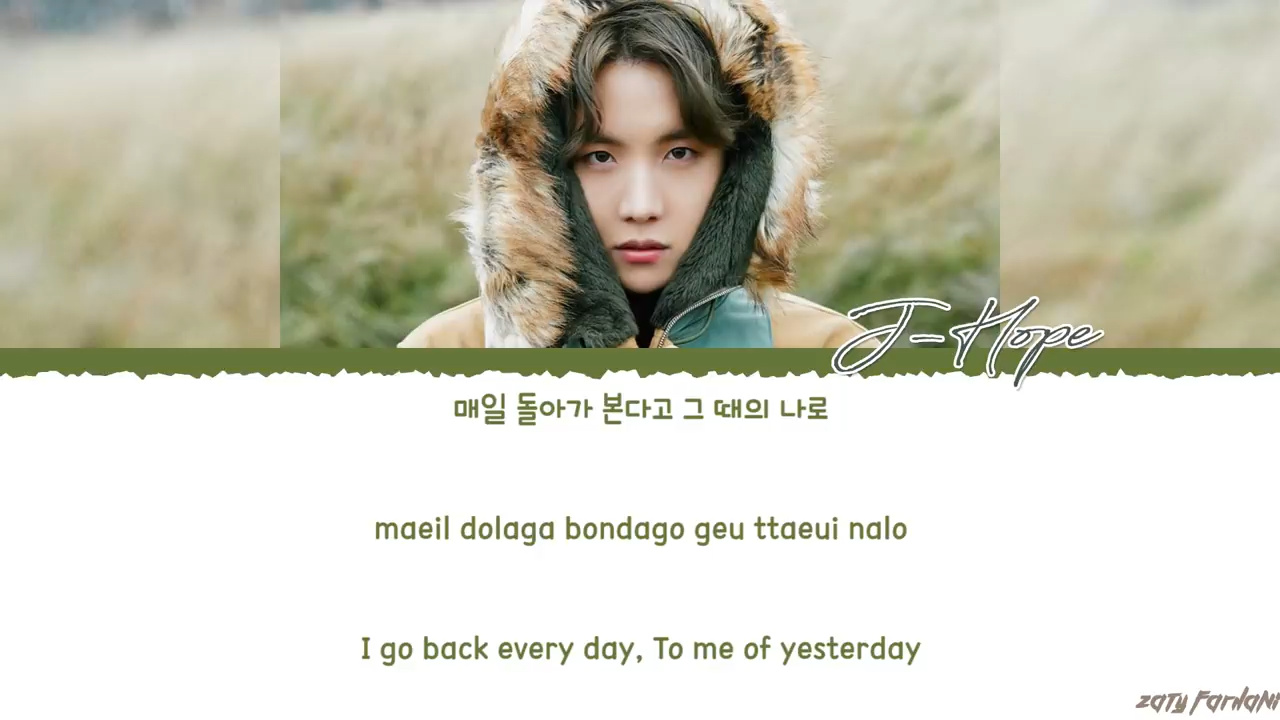 J-Hope
매일 돌아가 본다고 그 때의 나로
maeil dolaga bondago geu ttaeui nalo
I go back every day, To me of yesterday
ZATY FARHANI